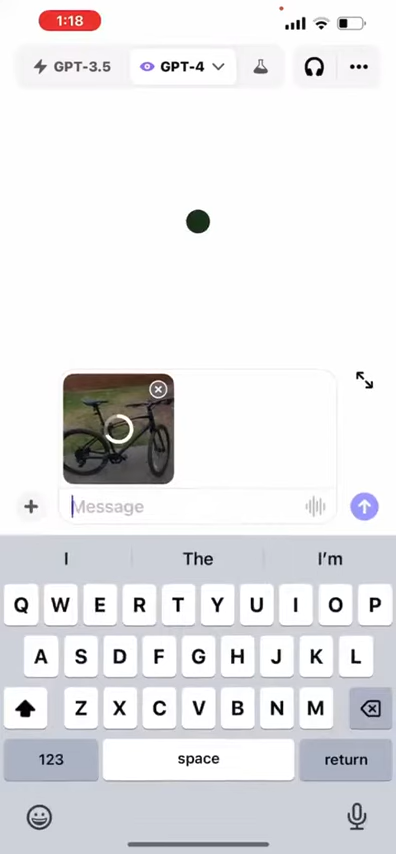 1:18
GPT-3.5 GPT-4
Message
I The I'm
Q W E R T Y U I O P
A S D F G H J K L
Z X C V B N M
123 space return